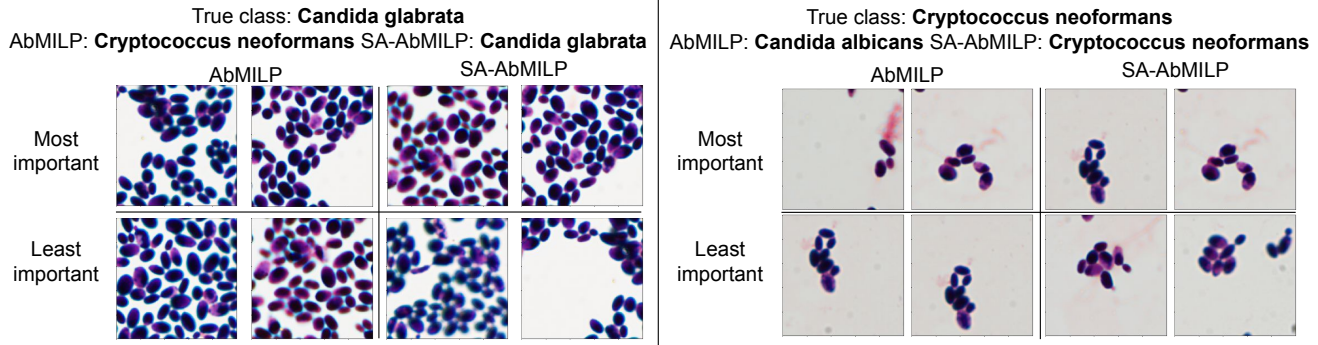 True class: Candida glabrata
AbMILP: Cryptococcus neoformans SA-AbMILP: Candida glabrata
AbMILP
SA-AbMILP
Most
important
Least
important
True class: Cryptococcus neoformans
AbMILP: Candida albicans SA-AbMILP: Cryptococcus neoformans
AbMILP
SA-AbMILP
Most
important
Least
important